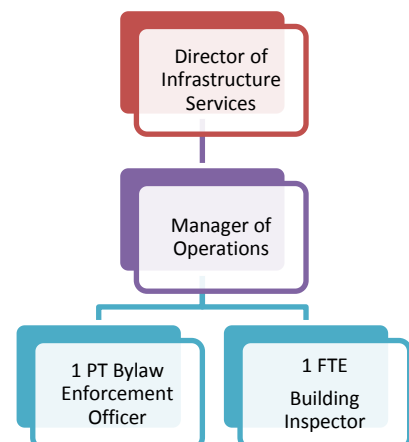 Director of
Infrastructure
Services
Manager of
Operations
1 PT Bylaw
Enforcement
Officer
1 FTE
Building
Inspector